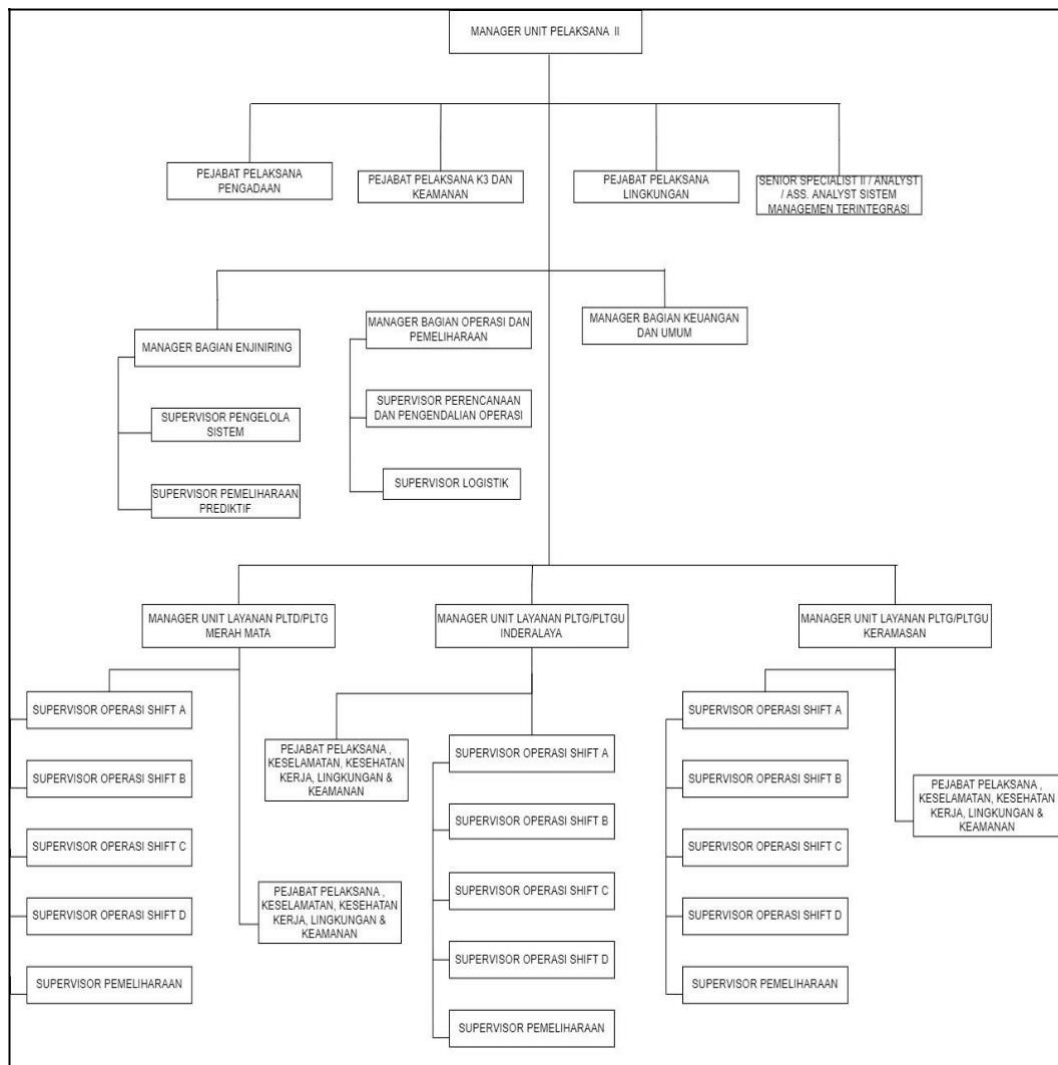 MANAGER UNIT PELAKSANA II
PEJABAT PELAKSANA
PENGADAAN
PEJABAT PELAKSANA K3 DAN
KEAMANAN
PEJABAT PELAKSANA
LINGKUNGAN
SENIOR SPECIALIST II / ANALYST
/ ASS. ANALYST SISTEM
MANAGEMEN TERINTEGRASI
MANAGER BAGIAN ENJINIRING
MANAGER BAGIAN OPERASI DAN
PEMELIHARAAN
MANAGER BAGIAN KEUANGAN
DAN UMUM
SUPERVISOR PENGELOLA
SISTEM
SUPERVISOR PERENCANAAN
DAN PENGENDALIAN OPERASI
SUPERVISOR PEMELIHARAAN
PREDIKTIF
SUPERVISOR LOGISTIK
MANAGER UNIT LAYANAN PLTD/PLTG
MERAH MATA
MANAGER UNIT LAYANAN PLTG/PLTGU
INDERALAYA
MANAGER UNIT LAYANAN PLTG/PLTGU
KERAMASAN
SUPERVISOR OPERASI SHIFT A
SUPERVISOR OPERASI SHIFT B
SUPERVISOR OPERASI SHIFT C
SUPERVISOR OPERASI SHIFT D
SUPERVISOR PEMELIHARAAN
PEJABAT PELAKSANA ,
KESELAMATAN, KESEHATAN
KERJA, LINGKUNGAN &
KEAMANAN
PEJABAT PELAKSANA ,
KESELAMATAN, KESEHATAN
KERJA, LINGKUNGAN &
KEAMANAN
SUPERVISOR OPERASI SHIFT A
SUPERVISOR OPERASI SHIFT B
SUPERVISOR OPERASI SHIFT C
SUPERVISOR OPERASI SHIFT D
SUPERVISOR PEMELIHARAAN
SUPERVISOR OPERASI SHIFT A
SUPERVISOR OPERASI SHIFT B
SUPERVISOR OPERASI SHIFT C
SUPERVISOR OPERASI SHIFT D
SUPERVISOR PEMELIHARAAN
PEJABAT PELAKSANA ,
KESELAMATAN, KESEHATAN
KERJA, LINGKUNGAN &
KEAMANAN